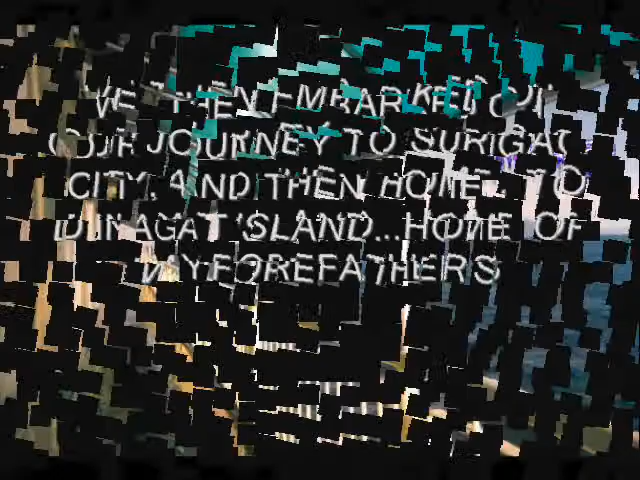 WE THEN EMBARKED ON
OUR JOURNEY TO SURIGAO
CITY, AND THEN HOME... TO
DINAGAT ISLAND...HOME OF
MY FOREFATHERS